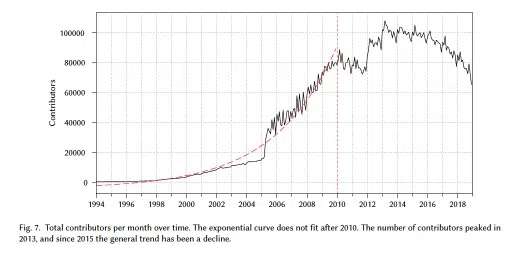 100000
80000
60000
40000
20000
0
Contributors
1994 1996 1998 2000 2002 2004 2006 2008 2010 2012 2014 2016 2018
Fig. 7. Total contributors per month over time. The exponential curve does not fit after 2010. The number of contributors peaked in
2013, and since 2015 the general trend has been a decline.